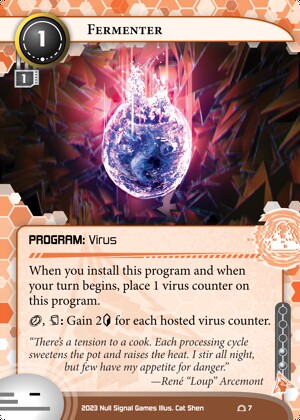 1
Fermenter
1
PROGRAM: Virus
When you install this program and when
your turn begins, place 1 virus counter on
this program.
: Gain 2 for each hosted virus counter.
"There's a tension to a cook. Each processing cycle
sweetens the pot and raises the heat. I stir all night,
but few have my appetite for danger."
—René "Loup" Arcemont
–
2023 Null Signal Games Illus. Cat Shen
7